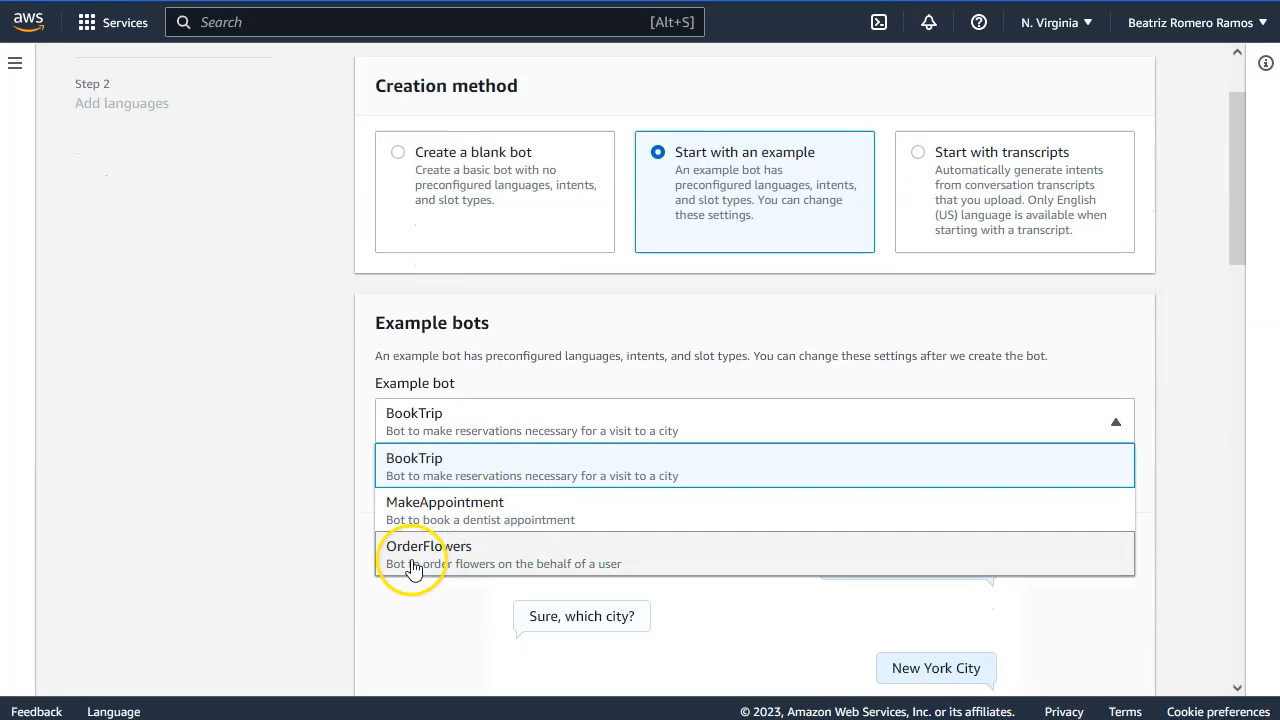 aws
Services
Search
[Alt+S]
N. Virginia
Beatriz Romero Ramos
Step 2
Add languages
Creation method
Create a blank bot
Create a basic bot with no
preconfigured languages, intents,
and slot types.
Start with an example
An example bot has
preconfigured languages, intents,
and slot types. You can change
these settings.
Start with transcripts
Automatically generate intents
from conversation transcripts
that you upload. Only English
(US) language is available when
starting with a transcript.
Example bots
An example bot has preconfigured languages, intents, and slot types. You can change these settings after we create the bot.
Example bot
BookTrip
Bot to make reservations necessary for a visit to a city
BookTrip
Bot to make reservations necessary for a visit to a city
MakeAppointment
Bot to book a dentist appointment
OrderFlowers
Bot to order flowers on the behalf of a user
Sure, which city?
New York City
Feedback
Language
© 2023, Amazon Web Services, Inc. or its affiliates.
Privacy
Terms
Cookie preferences